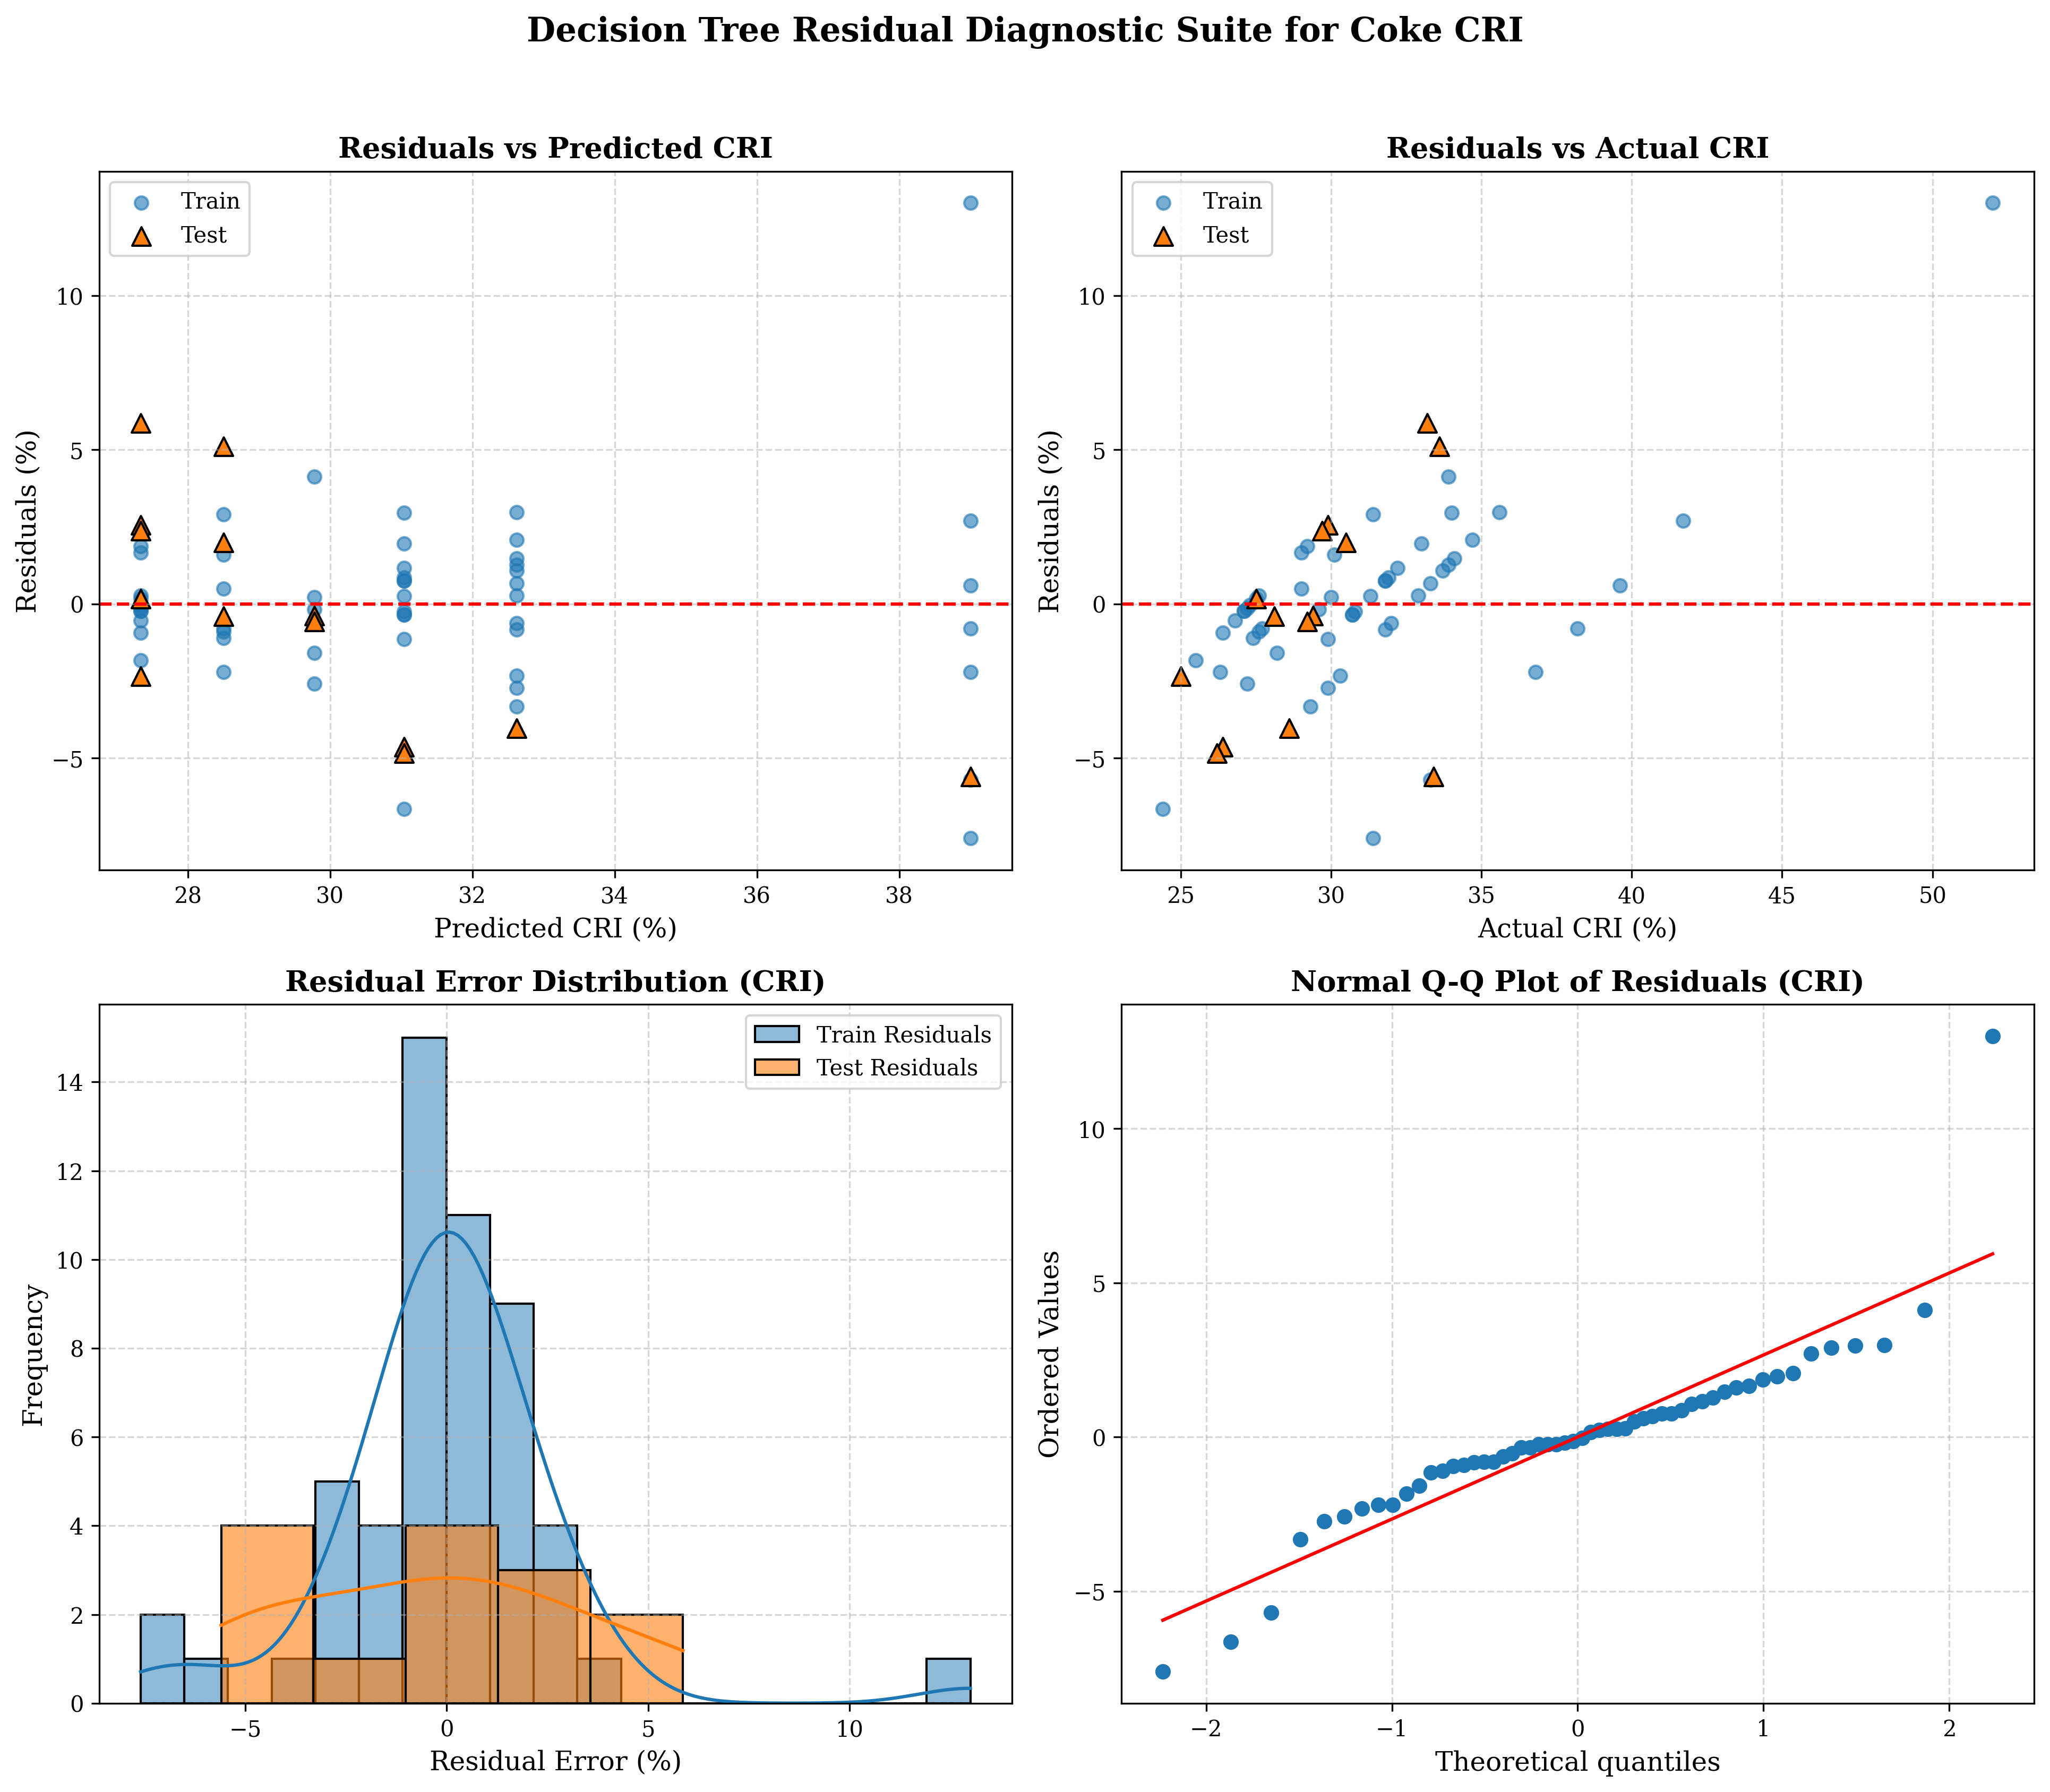 Decision Tree Residual Diagnostic Suite for Coke CRI
Residuals vs Predicted CRI
Train
Test
10
5
0
−5
Residuals (%)
28
30
32
34
36
38
Predicted CRI (%)
Residuals vs Actual CRI
Train
Test
10
5
0
−5
Residuals (%)
25
30
35
40
45
50
Actual CRI (%)
Residual Error Distribution (CRI)
Train Residuals
Test Residuals
14
12
10
8
6
4
2
0
Frequency
−5
0
5
10
Residual Error (%)
Normal Q-Q Plot of Residuals (CRI)
10
5
0
−5
Ordered Values
−2
−1
0
1
2
Theoretical quantiles